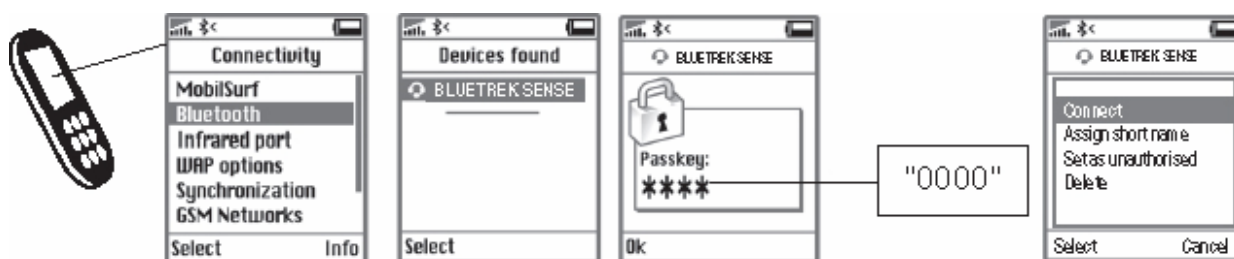 Connectivity
MobilSurf
Bluetooth
Infrared port
WAP options
Synchronization
GSM Networks
Select Info
Devices found
BLUETREK SENSE
Select
BLUETREK SENSE
Passkey:
****
Ok
"0000"
BLUETREK SENSE
Connect
Assign short name
Set as unauthorised
Delete
Select Cancel